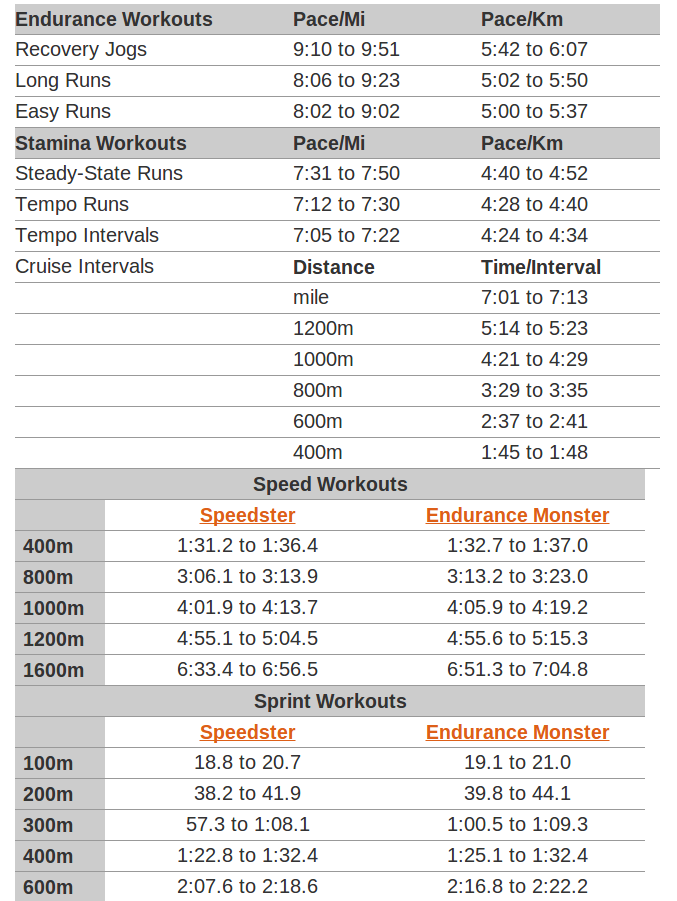 Endurance Workouts Pace/Mi Pace/Km
Recovery Jogs 9:10 to 9:51 5:42 to 6:07
Long Runs 8:06 to 9:23 5:02 to 5:50
Easy Runs 8:02 to 9:02 5:00 to 5:37
Stamina Workouts Pace/Mi Pace/Km
Steady-State Runs 7:31 to 7:50 4:40 to 4:52
Tempo Runs 7:12 to 7:30 4:28 to 4:40
Tempo Intervals 7:05 to 7:22 4:24 to 4:34
Cruise Intervals Distance Time/Interval
mile 7:01 to 7:13
1200m 5:14 to 5:23
1000m 4:21 to 4:29
800m 3:29 to 3:35
600m 2:37 to 2:41
400m 1:45 to 1:48
Speed Workouts
Speedster Endurance Monster
400m 1:31.2 to 1:36.4 1:32.7 to 1:37.0
800m 3:06.1 to 3:13.9 3:13.2 to 3:23.0
1000m 4:01.9 to 4:13.7 4:05.9 to 4:19.2
1200m 4:55.1 to 5:04.5 4:55.6 to 5:15.3
1600m 6:33.4 to 6:56.5 6:51.3 to 7:04.8
Sprint Workouts
Speedster Endurance Monster
100m 18.8 to 20.7 19.1 to 21.0
200m 38.2 to 41.9 39.8 to 44.1
300m 57.3 to 1:08.1 1:00.5 to 1:09.3
400m 1:22.8 to 1:32.4 1:25.1 to 1:32.4
600m 2:07.6 to 2:18.6 2:16.8 to 2:22.2